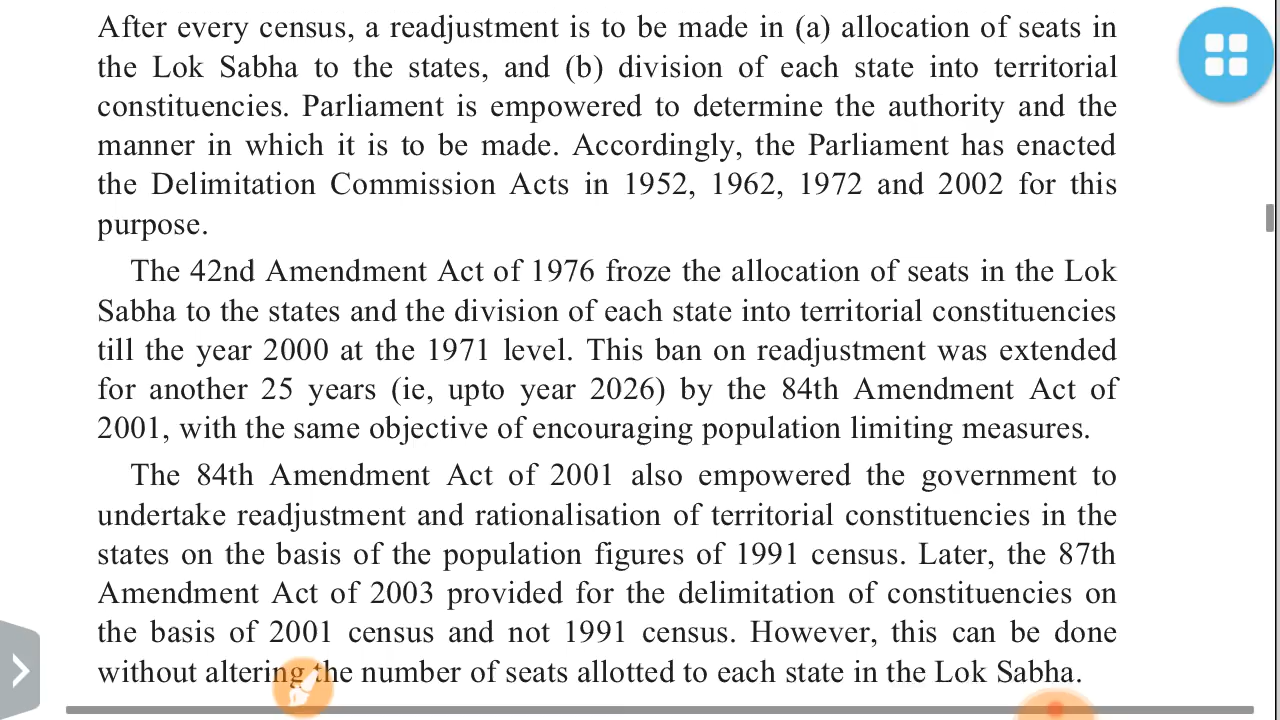 After every census, a readjustment is to be made in (a) allocation of seats in
the Lok Sabha to the states, and (b) division of each state into territorial
constituencies. Parliament is empowered to determine the authority and the
manner in which it is to be made. Accordingly, the Parliament has enacted
the Delimitation Commission Acts in 1952, 1962, 1972 and 2002 for this
purpose.
The 42nd Amendment Act of 1976 froze the allocation of seats in the Lok
Sabha to the states and the division of each state into territorial constituencies
till the year 2000 at the 1971 level. This ban on readjustment was extended
for another 25 years (ie, upto year 2026) by the 84th Amendment Act of
2001, with the same objective of encouraging population limiting measures.
The 84th Amendment Act of 2001 also empowered the government to
undertake readjustment and rationalisation of territorial constituencies in the
states on the basis of the population figures of 1991 census. Later, the 87th
Amendment Act of 2003 provided for the delimitation of constituencies on
the basis of 2001 census and not 1991 census. However, this can be done
without altering the number of seats allotted to each state in the Lok Sabha.